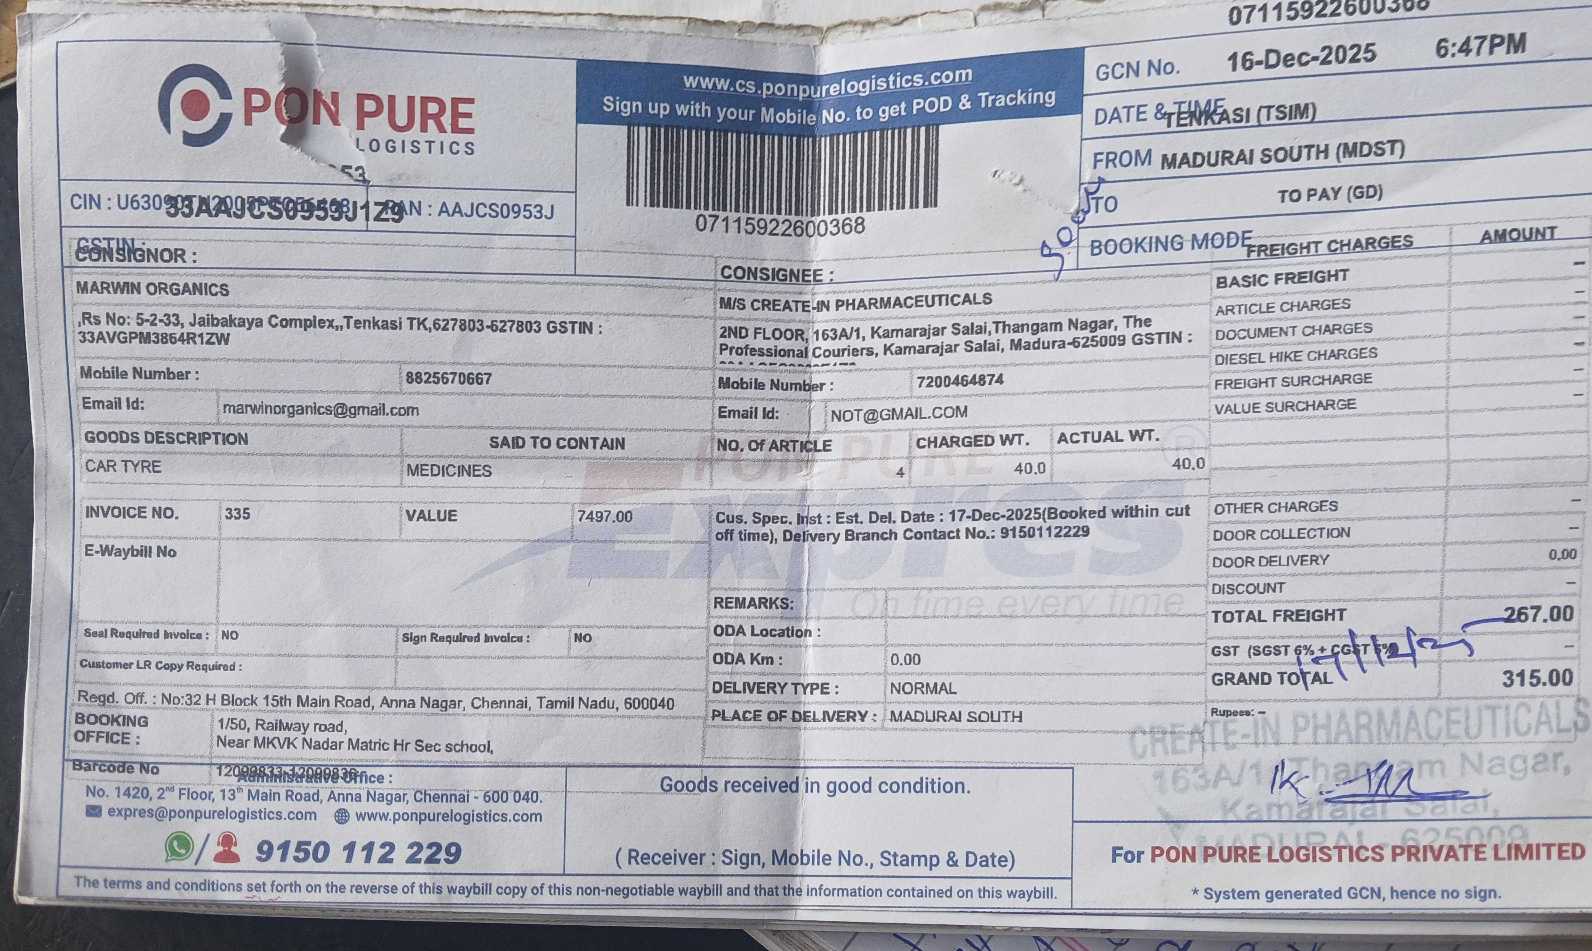 07115922600368
PON PURE
LOGISTICS
www.cs.ponpurelogistics.com
Sign up with your Mobile No. to get POD & Tracking
07115922600368
GCN No. 16-Dec-2025 6:47PM
DATE & TIME TENKASI (TSIM)
FROM MADURAI SOUTH (MDST)
TO TO PAY (GD)
BOOKING MODE
CIN : PAN : AAJCS0953J
33AAJCS0953J1Z9
GSTIN :
CONSIGNOR :
MARWIN ORGANICS
,Rs No: 5-2-33, Jaibakaya Complex,,Tenkasi TK,627803-627803 GSTIN :
33AVGPM3864R1ZW
Mobile Number : 8825670667
Email Id: marwinorganics@gmail.com
CONSIGNEE :
M/S CREATE-IN PHARMACEUTICALS
2ND FLOOR, 163A/1, Kamarajar Salai,Thangam Nagar, The
Professional Couriers, Kamarajar Salai, Madura-625009 GSTIN :
Mobile Number : 7200464874
Email Id: NOT@GMAIL.COM
GOODS DESCRIPTION SAID TO CONTAIN NO. Of ARTICLE CHARGED WT. ACTUAL WT.
CAR TYRE MEDICINES 4 40.0 40.0
INVOICE NO. 335 VALUE 7497.00
E-Waybill No
Cus. Spec. Inst : Est. Del. Date : 17-Dec-2025(Booked within cut
off time), Delivery Branch Contact No.: 9150112229
PON PURE
Expres
On time every time
REMARKS:
ODA Location :
ODA Km : 0.00
DELIVERY TYPE : NORMAL
PLACE OF DELIVERY : MADURAI SOUTH
Seal Required Invoice : NO Sign Required Invoice : NO
Customer LR Copy Required :
Regd. Off. : No:32 H Block 15th Main Road, Anna Nagar, Chennai, Tamil Nadu, 600040
BOOKING OFFICE : 1/50, Railway road,
Near MKVK Nadar Matric Hr Sec school,
Barcode No
Administrative Office :
No. 1420, 2nd Floor, 13th Main Road, Anna Nagar, Chennai - 600 040.
expres@ponpurelogistics.com www.ponpurelogistics.com
9150 112 229
Goods received in good condition.
( Receiver : Sign, Mobile No., Stamp & Date)
The terms and conditions set forth on the reverse of this waybill copy of this non-negotiable waybill and that the information contained on this waybill.
FREIGHT CHARGES AMOUNT
BASIC FREIGHT –
ARTICLE CHARGES –
DOCUMENT CHARGES –
DIESEL HIKE CHARGES –
FREIGHT SURCHARGE –
VALUE SURCHARGE –
OTHER CHARGES –
DOOR COLLECTION –
DOOR DELIVERY 0.00
DISCOUNT –
TOTAL FREIGHT 267.00
GST (SGST 6% + CGST 6%) –
17/12/25
GRAND TOTAL 315.00
Rupees: –
CREATE-IN PHARMACEUTICALS
163A/1, Thangam Nagar,
Kamarajar Salai,
MADURAI - 625009
For PON PURE LOGISTICS PRIVATE LIMITED
* System generated GCN, hence no sign.